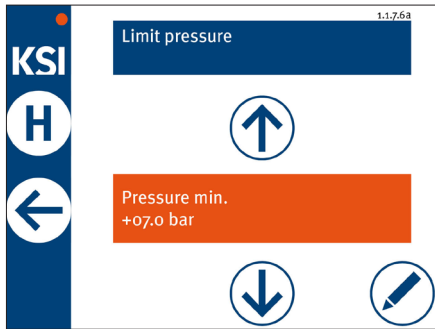 1.1.7.6a
Limit pressure
KSI
H
Pressure min.
+07.0 bar